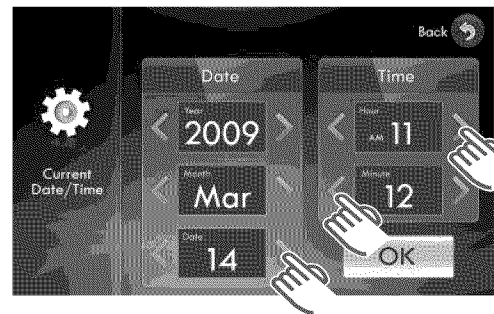 Back
Date
Time
Year
2009
Hour
AM 11
Current
Date/Time
Month
Mar
Minute
12
Date
14
OK